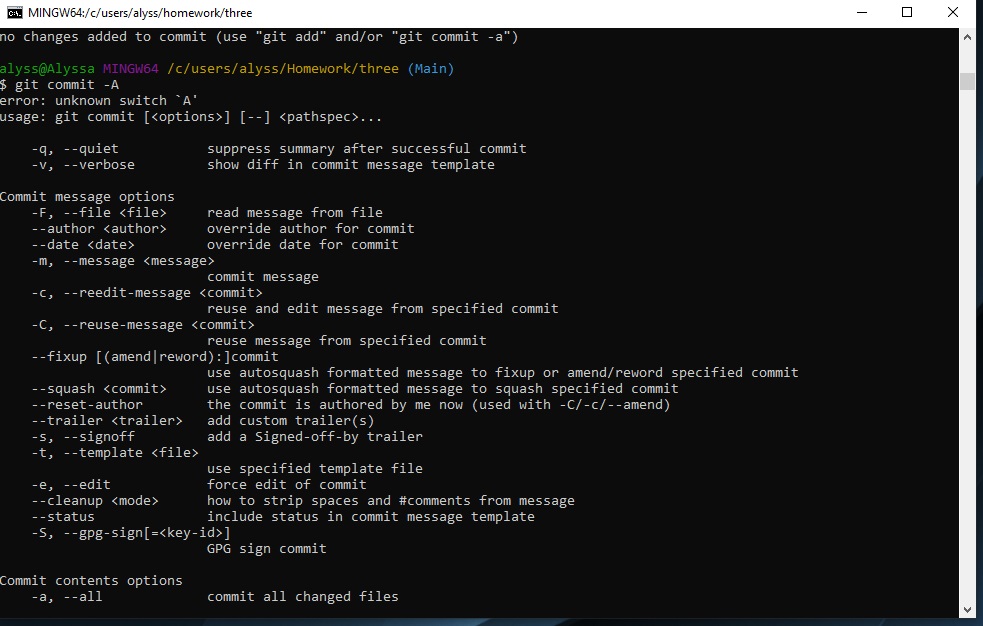 MINGW64:/c/users/alyss/homework/three
no changes added to commit (use "git add" and/or "git commit -a")
alyss@Alyssa MINGW64 /c/users/alyss/Homework/three (Main)
$ git commit -A
error: unknown switch `A'
usage: git commit [<options>] [--] <pathspec>...
-q, --quiet suppress summary after successful commit
-v, --verbose show diff in commit message template
Commit message options
-F, --file <file> read message from file
--author <author> override author for commit
--date <date> override date for commit
-m, --message <message>
commit message
-c, --reedit-message <commit>
reuse and edit message from specified commit
-C, --reuse-message <commit>
reuse message from specified commit
--fixup [(amend|reword):]commit
use autosquash formatted message to fixup or amend/reword specified commit
--squash <commit> use autosquash formatted message to squash specified commit
--reset-author the commit is authored by me now (used with -C/-c/--amend)
--trailer <trailer> add custom trailer(s)
-s, --signoff add a Signed-off-by trailer
-t, --template <file>
use specified template file
-e, --edit force edit of commit
--cleanup <mode> how to strip spaces and #comments from message
--status include status in commit message template
-S, --gpg-sign[=<key-id>]
GPG sign commit
Commit contents options
-a, --all commit all changed files